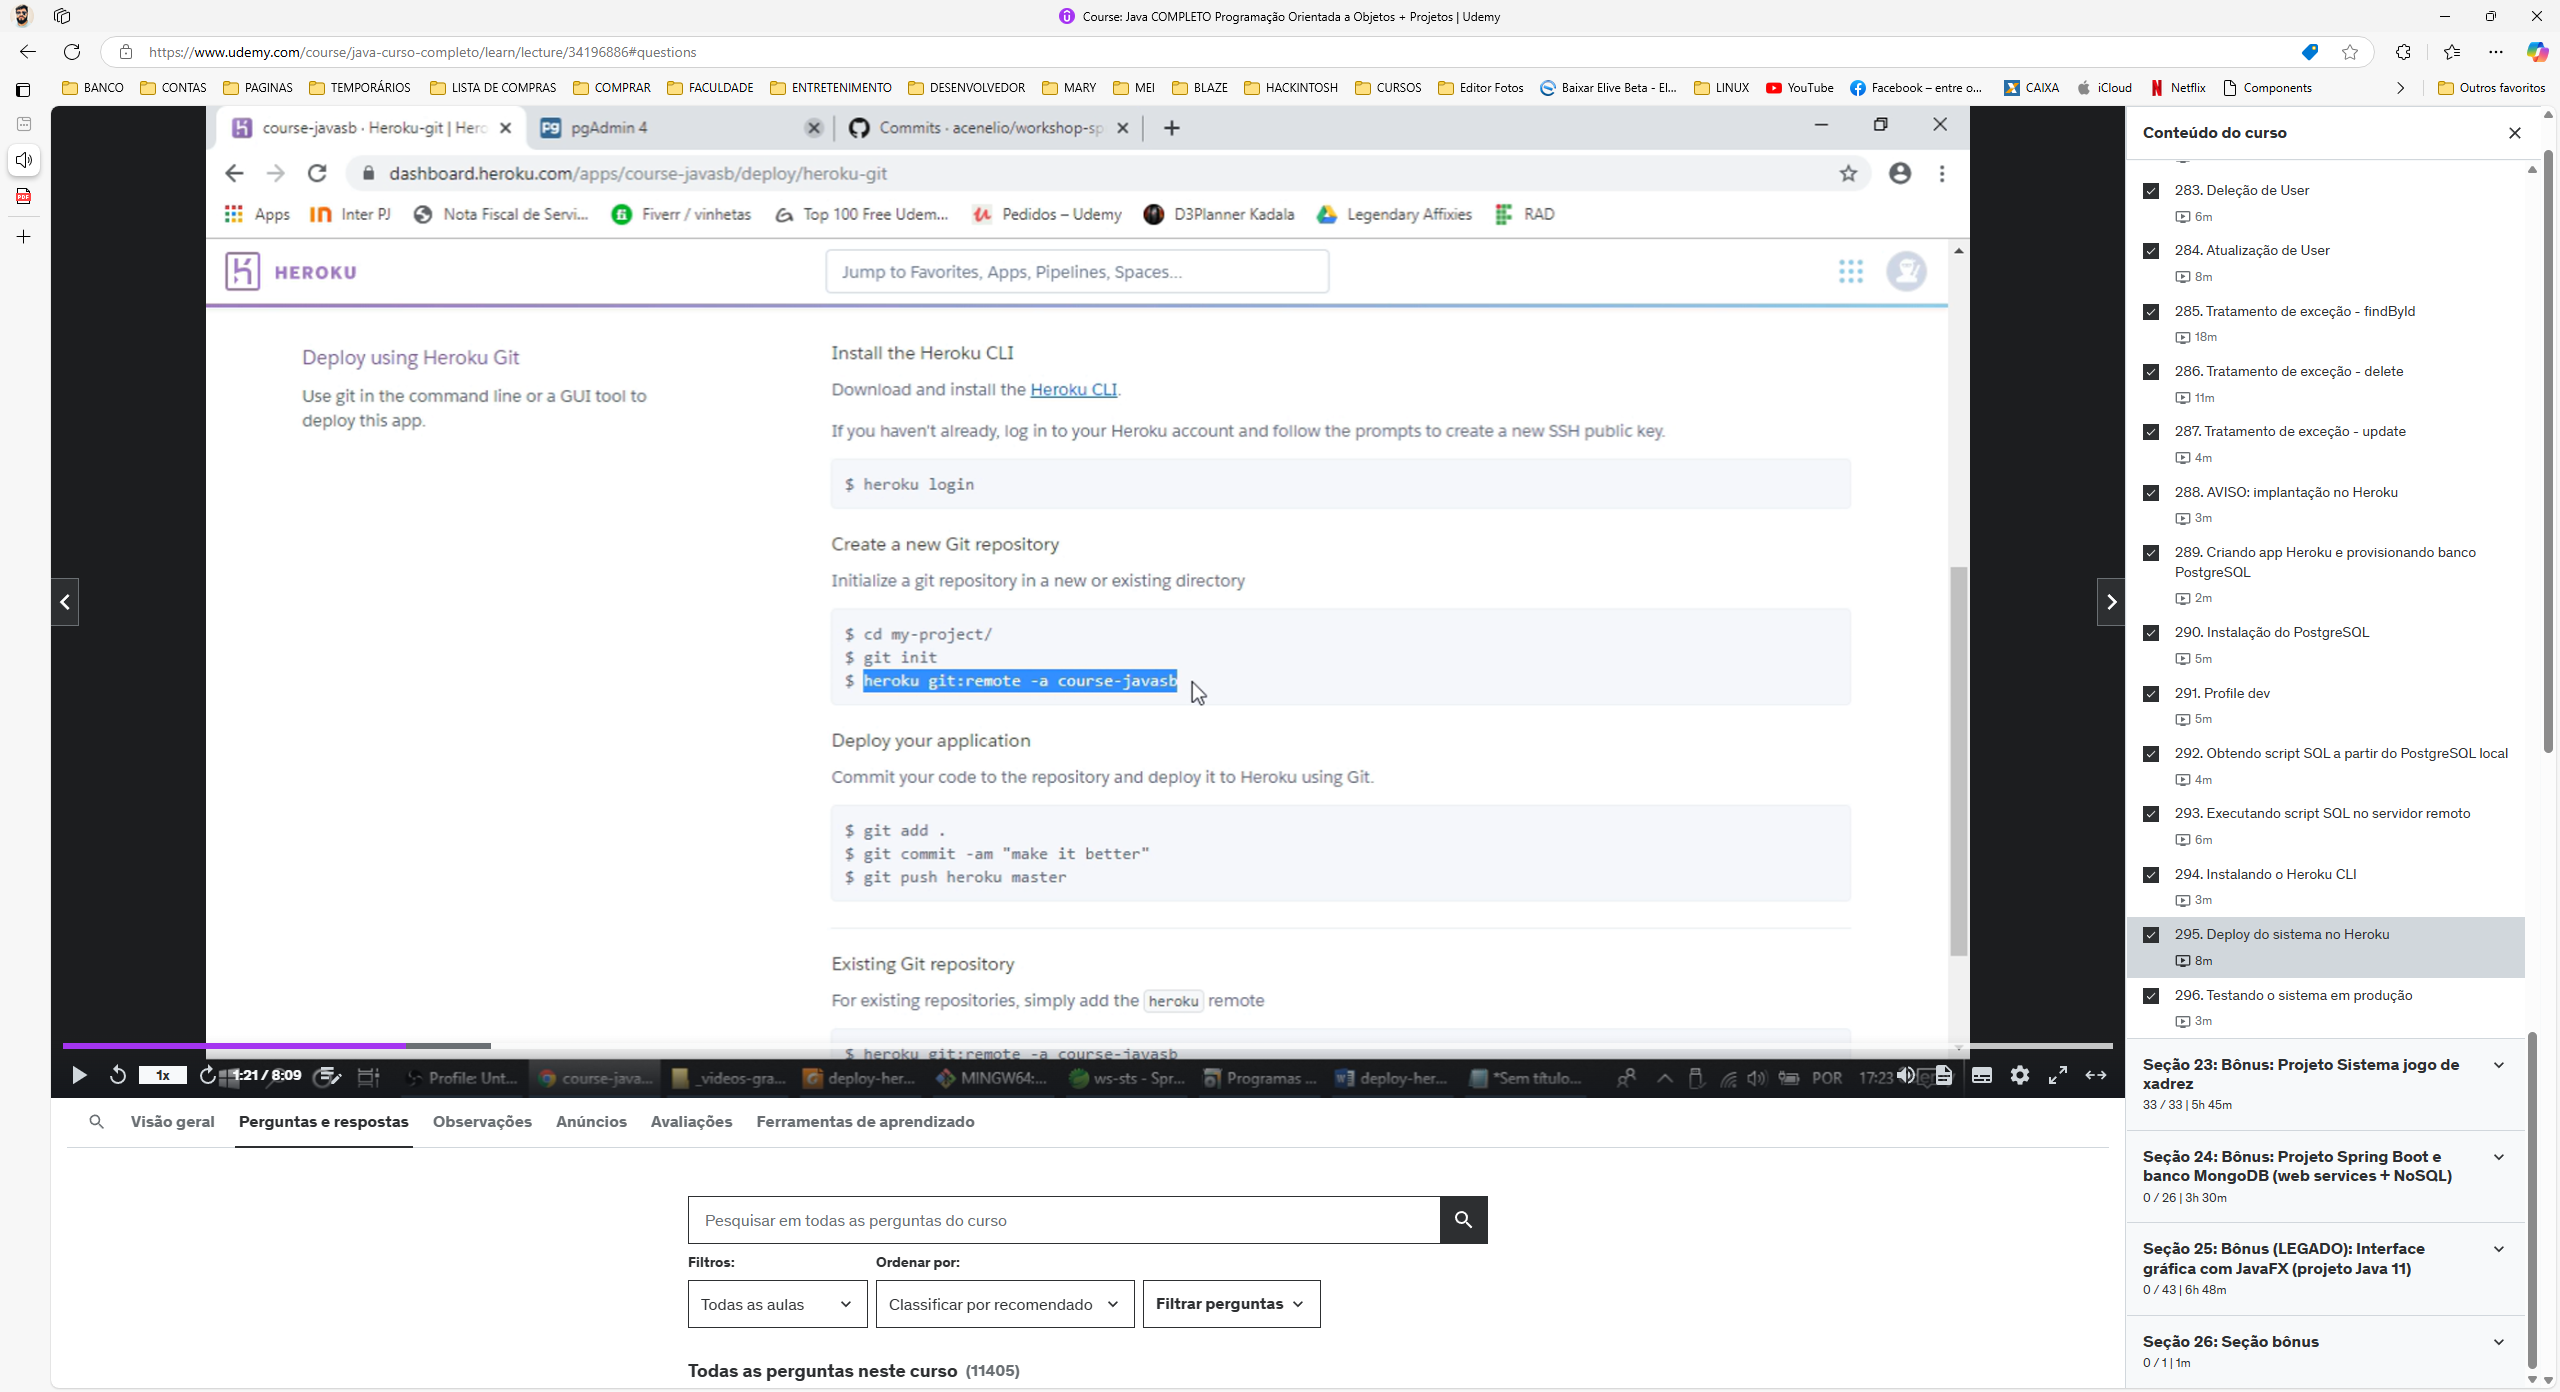 Course: Java COMPLETO Programação Orientada a Objetos + Projetos | Udemy
https://www.udemy.com/course/java-curso-completo/learn/lecture/34196886#questions
BANCO CONTAS PAGINAS TEMPORÁRIOS LISTA DE COMPRAS COMPRAR FACULDADE ENTRETENIMENTO DESENVOLVEDOR MARY MEI BLAZE HACKINTOSH CURSOS Editor Fotos Baixar Elive Beta - El... LINUX YouTube Facebook – entre o... CAIXA iCloud Netflix Components Outros favoritos
course-javasb · Heroku-git | Hero
pgAdmin 4
Commits · acenelio/workshop-sp
dashboard.heroku.com/apps/course-javasb/deploy/heroku-git
Apps Inter PJ Nota Fiscal de Servi... Fiverr / vinhetas Top 100 Free Udem... Pedidos – Udemy D3Planner Kadala Legendary Affixies RAD
HEROKU
Jump to Favorites, Apps, Pipelines, Spaces...
Deploy using Heroku Git
Use git in the command line or a GUI tool to
deploy this app.
Install the Heroku CLI
Download and install the Heroku CLI.
If you haven't already, log in to your Heroku account and follow the prompts to create a new SSH public key.
$ heroku login
Create a new Git repository
Initialize a git repository in a new or existing directory
$ cd my-project/
$ git init
$ heroku git:remote -a course-javasb
Deploy your application
Commit your code to the repository and deploy it to Heroku using Git.
$ git add .
$ git commit -am "make it better"
$ git push heroku master
Existing Git repository
For existing repositories, simply add the heroku remote
$ heroku git:remote -a course-javasb
1x
1:21 / 8:09
Profile: Unt... course-java... _videos-gra... deploy-her... MINGW64:... ws-sts - Spr... Programas ... deploy-her... *Sem título... POR 17:23
Visão geral Perguntas e respostas Observações Anúncios Avaliações Ferramentas de aprendizado
Pesquisar em todas as perguntas do curso
Filtros:
Ordenar por:
Todas as aulas
Classificar por recomendado
Filtrar perguntas
Todas as perguntas neste curso (11405)
Conteúdo do curso
283. Deleção de User
6m
284. Atualização de User
8m
285. Tratamento de exceção - findById
18m
286. Tratamento de exceção - delete
11m
287. Tratamento de exceção - update
4m
288. AVISO: implantação no Heroku
3m
289. Criando app Heroku e provisionando banco
PostgreSQL
2m
290. Instalação do PostgreSQL
5m
291. Profile dev
5m
292. Obtendo script SQL a partir do PostgreSQL local
4m
293. Executando script SQL no servidor remoto
6m
294. Instalando o Heroku CLI
3m
295. Deploy do sistema no Heroku
8m
296. Testando o sistema em produção
3m
Seção 23: Bônus: Projeto Sistema jogo de
xadrez
33 / 33 | 5h 45m
Seção 24: Bônus: Projeto Spring Boot e
banco MongoDB (web services + NoSQL)
0 / 26 | 3h 30m
Seção 25: Bônus (LEGADO): Interface
gráfica com JavaFX (projeto Java 11)
0 / 43 | 6h 48m
Seção 26: Seção bônus
0 / 1 | 1m